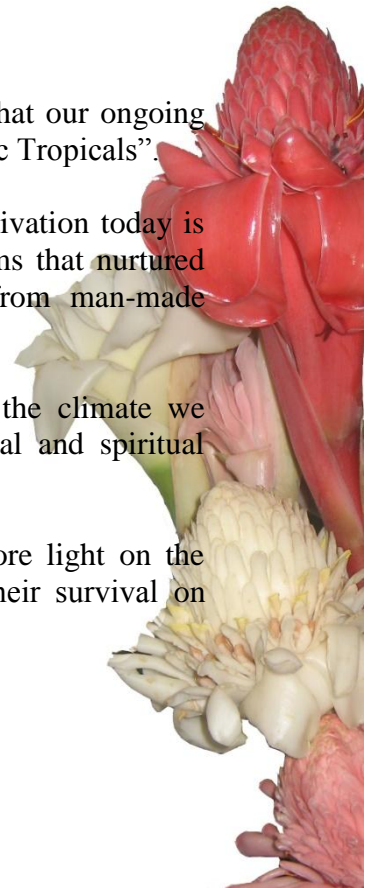 hat our ongoing
c Tropicals”.
ivation today is
ns that nurtured
from man-made
the climate we
al and spiritual
ore light on the
heir survival on